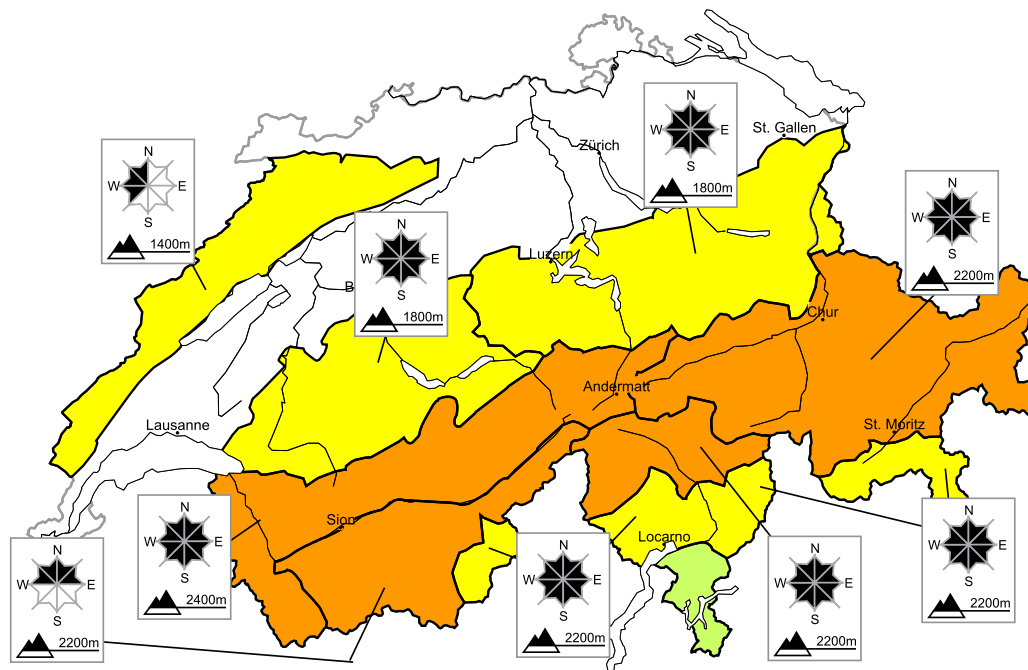 St. Gallen
Zürich
N
W E
S
1800m
N
W E
S
1400m
N
W E
S
2200m
N
W E
S
1800m
Luzern
B
Chur
Andermatt
Lausanne
St. Moritz
Sion
Locarno
N
W E
S
2400m
N
W E
S
2200m
N
W E
S
2200m
N
W E
S
2200m
N
W E
S
2200m